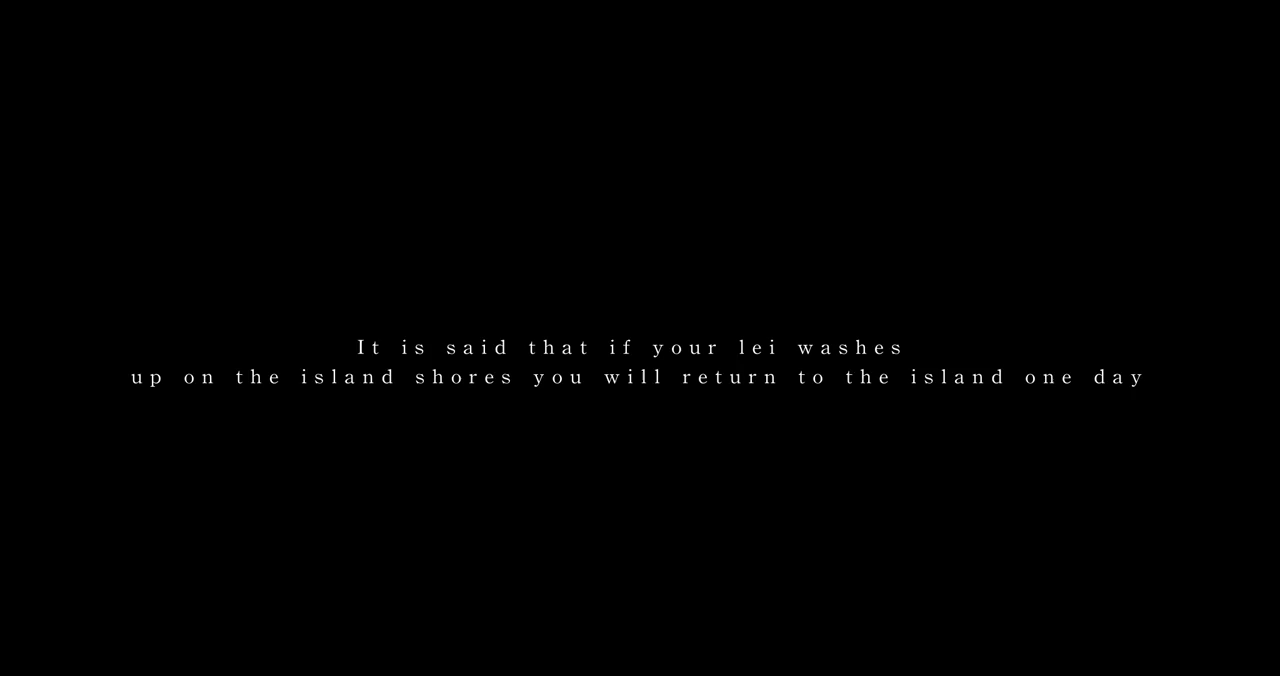 It is said that if your lei washes
up on the island shores you will return to the island one day